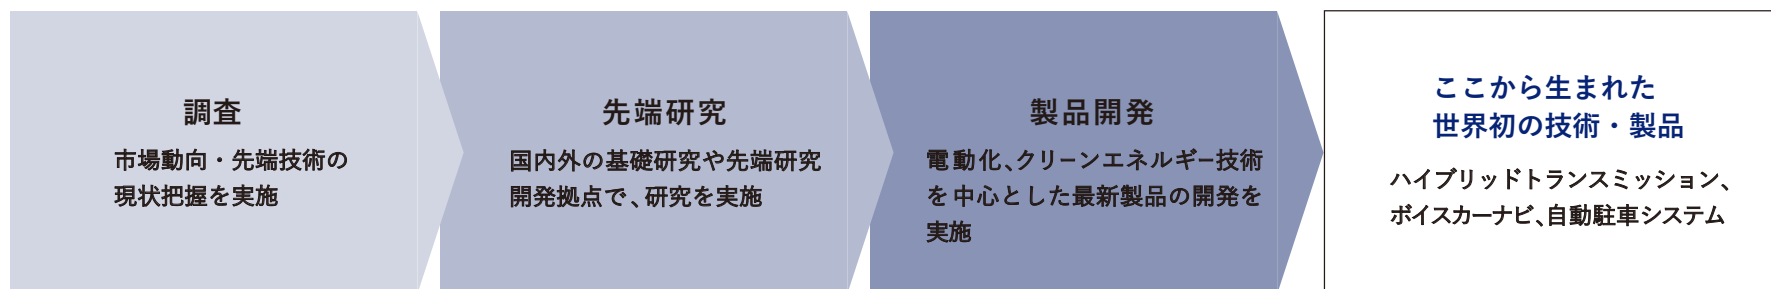 調査
市場動向・先端技術の
現状把握を実施
先端研究
国内外の基礎研究や先端研究
開発拠点で、研究を実施
製品開発
電動化、クリーンエネルギー技術
を中心とした最新製品の開発を
実施
ここから生まれた
世界初の技術・製品
ハイブリッドトランスミッション、
ボイスカーナビ、自動駐車システム